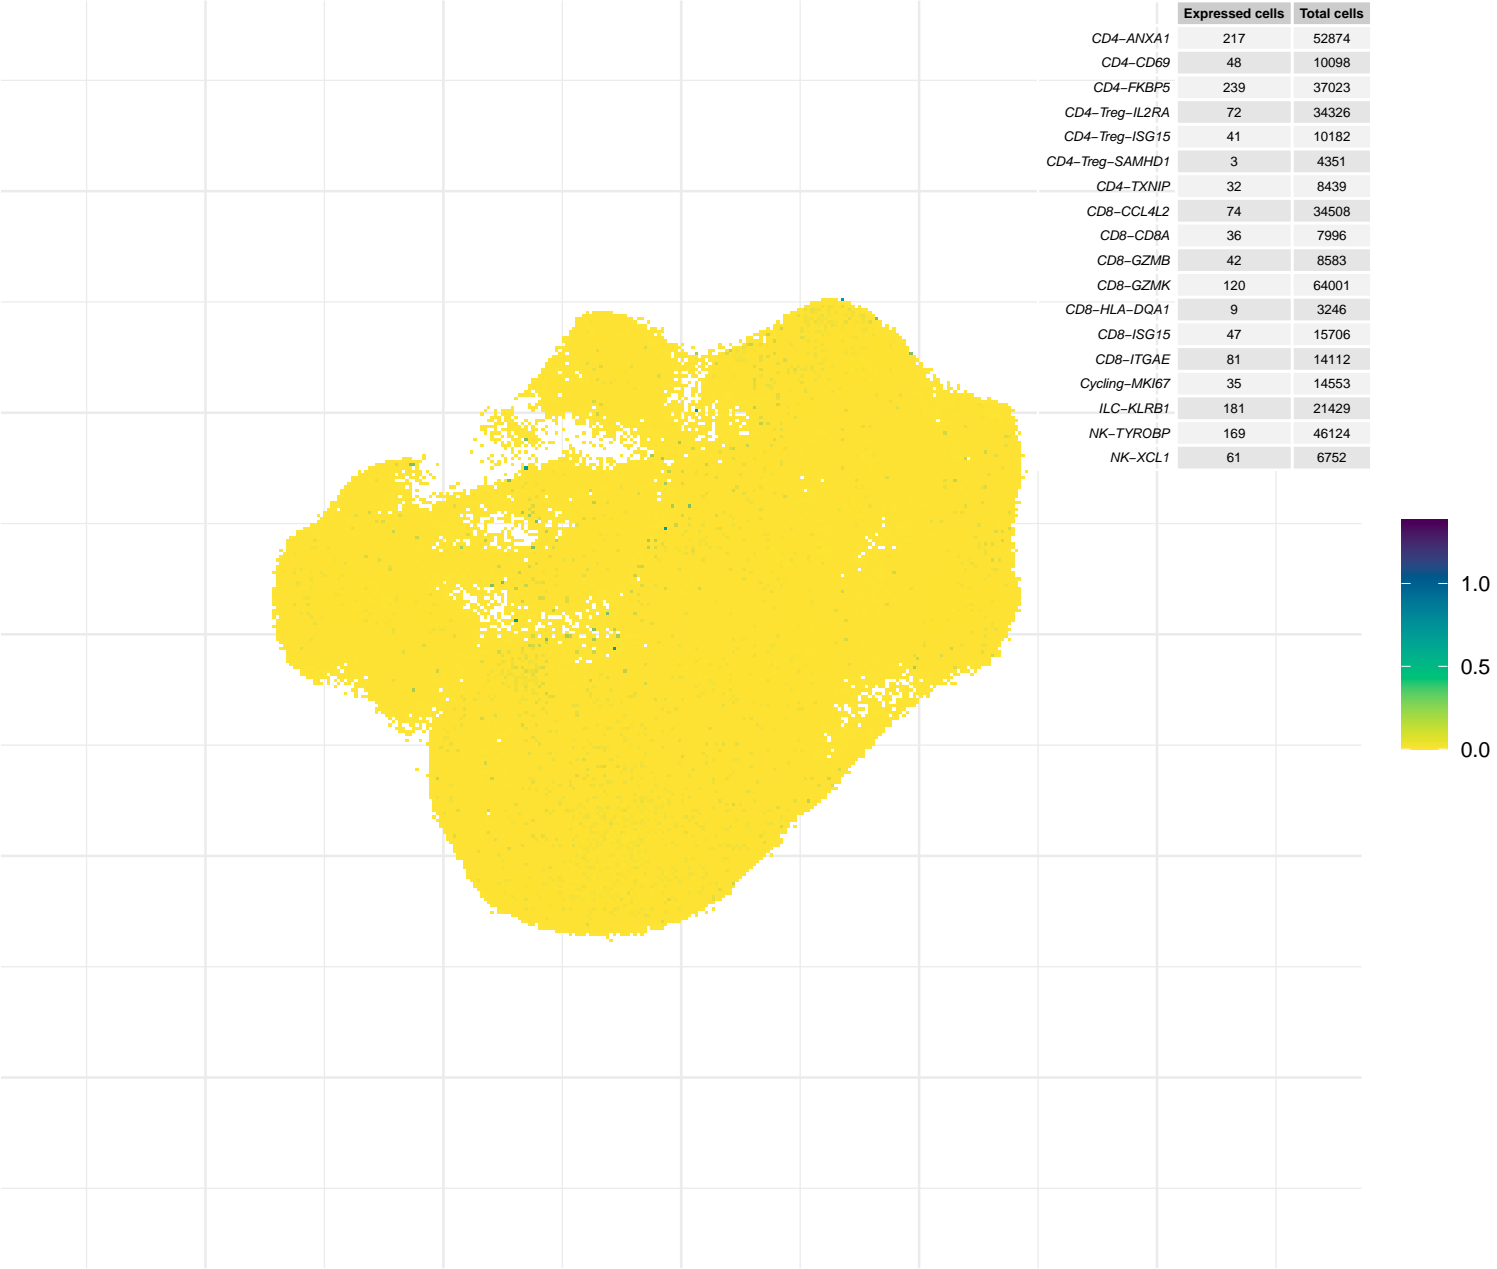 Expressed cells Total cells
CD4−ANXA1 217 52874
CD4−CD69 48 10098
CD4−FKBP5 239 37023
CD4−Treg−IL2RA 72 34326
CD4−Treg−ISG15 41 10182
CD4−Treg−SAMHD1 3 4351
CD4−TXNIP 32 8439
CD8−CCL4L2 74 34508
CD8−CD8A 36 7996
CD8−GZMB 42 8583
CD8−GZMK 120 64001
CD8−HLA−DQA1 9 3246
CD8−ISG15 47 15706
CD8−ITGAE 81 14112
Cycling−MKI67 35 14553
ILC−KLRB1 181 21429
NK−TYROBP 169 46124
NK−XCL1 61 6752
1.0
0.5
0.0